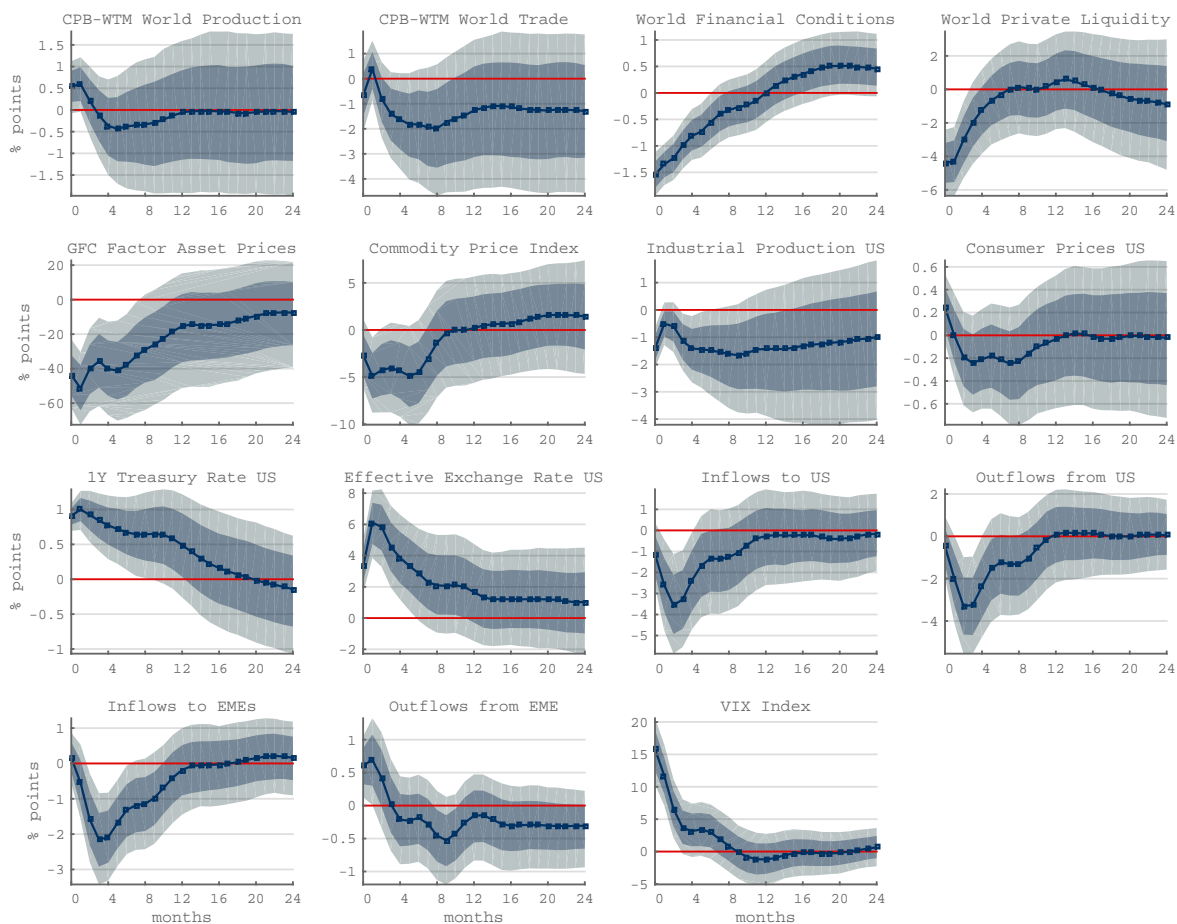 CPB-WTM World Production
CPB-WTM World Trade
World Financial Conditions
World Private Liquidity
% points
1.5
1
0.5
0
-0.5
-1
-1.5
0 4 8 12 16 20 24
1
0
-1
-2
-3
-4
0 4 8 12 16 20 24
0.5
0
-0.5
-1
-1.5
0 4 8 12 16 20 24
2
0
-2
-4
-6
0 4 8 12 16 20 24
GFC Factor Asset Prices
Commodity Price Index
Industrial Production US
Consumer Prices US
% points
20
0
-20
-40
-60
0 4 8 12 16 20 24
5
0
-5
-10
0 4 8 12 16 20 24
1
0
-1
-2
-3
-4
0 4 8 12 16 20 24
0.6
0.4
0.2
0
-0.2
-0.4
-0.6
0 4 8 12 16 20 24
1Y Treasury Rate US
Effective Exchange Rate US
Inflows to US
Outflows from US
% points
1
0.5
0
-0.5
-1
0 4 8 12 16 20 24
8
6
4
2
0
-2
0 4 8 12 16 20 24
1
0
-1
-2
-3
-4
-5
0 4 8 12 16 20 24
2
0
-2
-4
0 4 8 12 16 20 24
Inflows to EMEs
Outflows from EME
VIX Index
% points
1
0
-1
-2
-3
0 4 8 12 16 20 24
months
1
0.5
0
-0.5
-1
0 4 8 12 16 20 24
months
20
15
10
5
0
-5
0 4 8 12 16 20 24
months